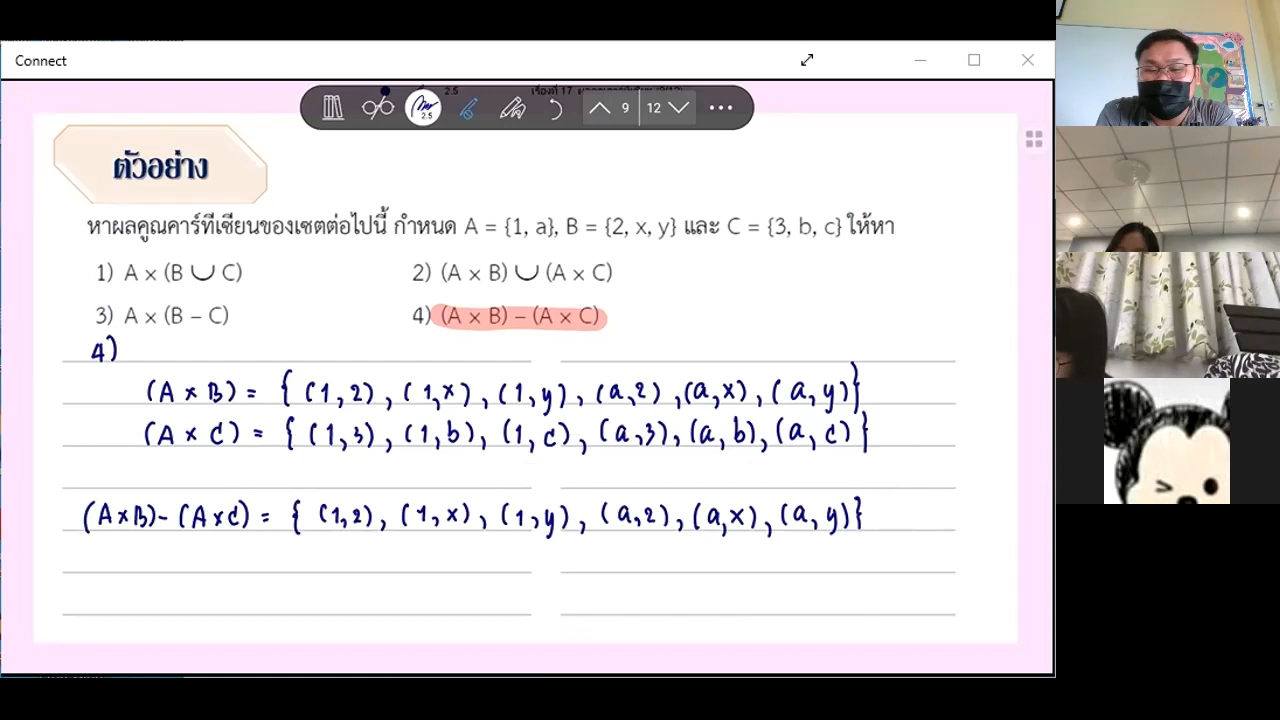 Connect
2.5
9 12
ตัวอย่าง
หาผลคูณคาร์ทีเซียนของเซตต่อไปนี้ กำหนด A = {1, a}, B = {2, x, y} และ C = {3, b, c} ให้หา
1) A × (B ∪ C) 2) (A × B) ∪ (A × C)
3) A × (B – C) 4) (A × B) – (A × C)
4)
(A × B) = { (1,2) , (1,x) , (1,y) , (a,2) , (a,x) , (a,y)}
(A × C) = { (1,3) , (1,b) , (1,c) , (a,3) , (a,b) , (a,c) }
(A×B)-(A×C) = { (1,2) , (1,x) , (1,y) , (a,2) , (a,x) , (a,y)}